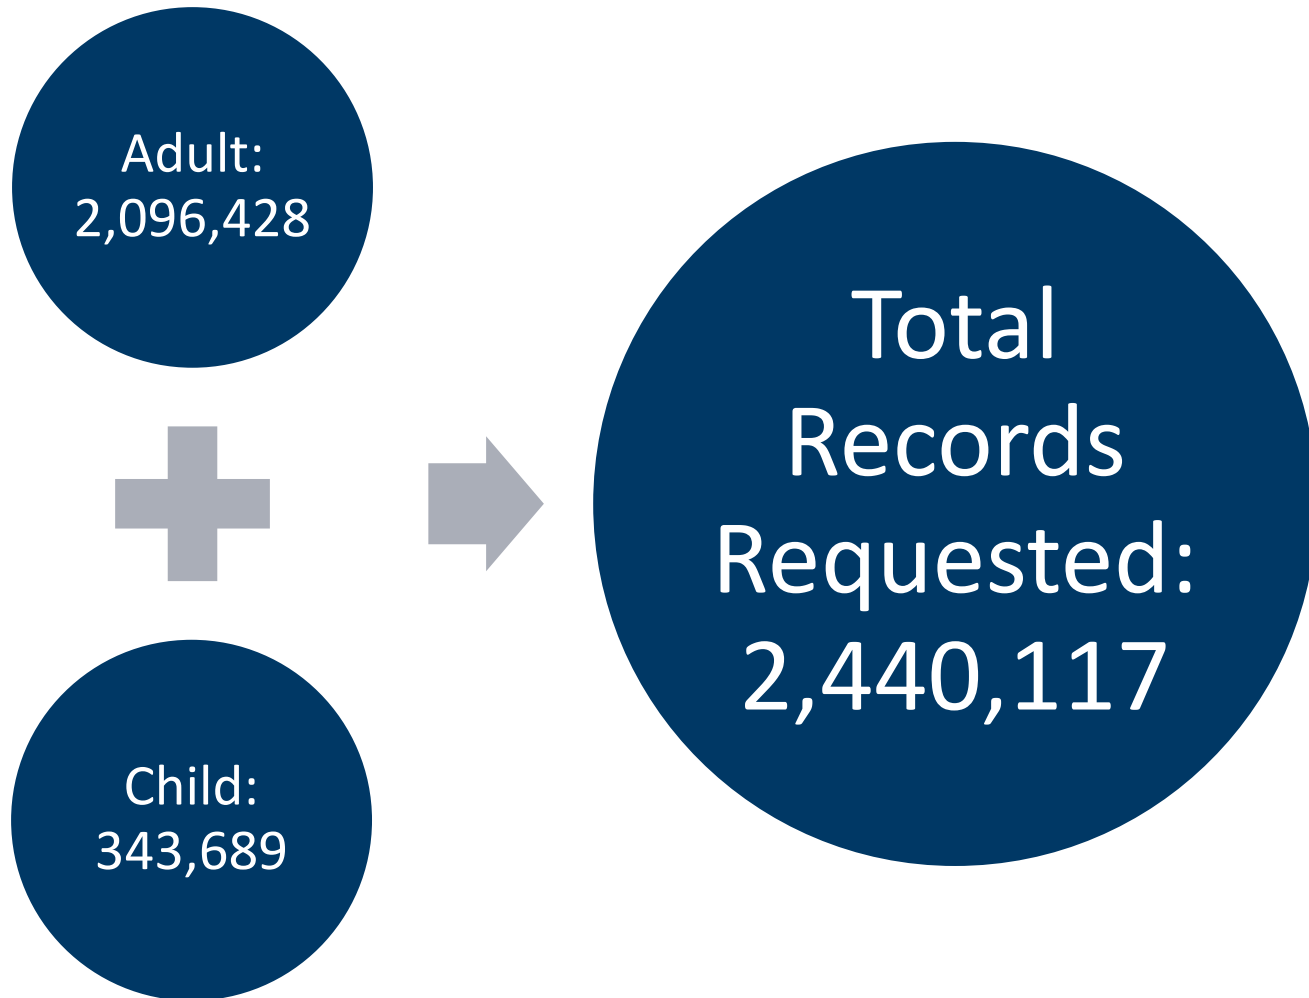 Adult:
2,096,428
Child:
343,689
Total
Records
Requested:
2,440,117